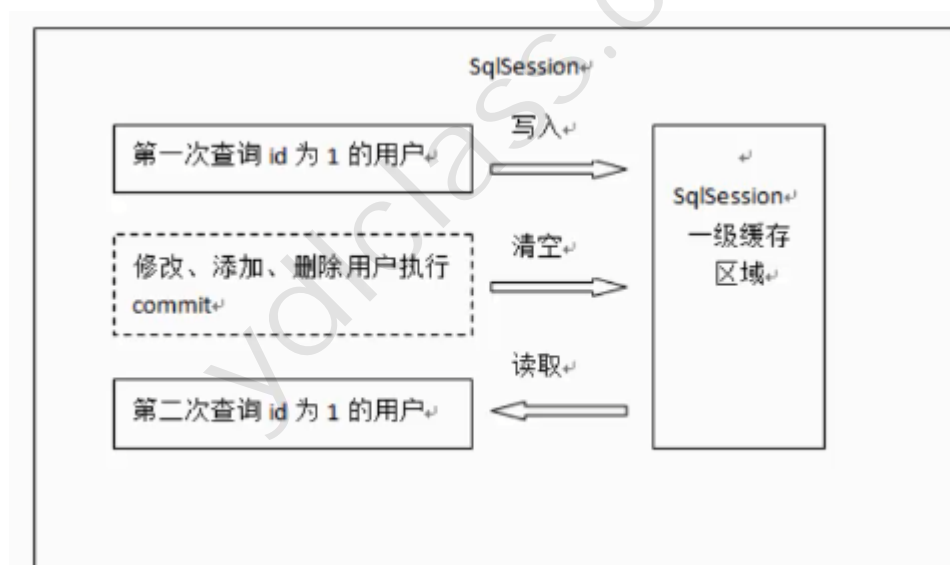 SqlSession
第一次查询 id 为 1 的用户
写入
SqlSession
一级缓存
区域
修改、添加、删除用户执行
commit
清空
第二次查询 id 为 1 的用户
读取
ydlclass.